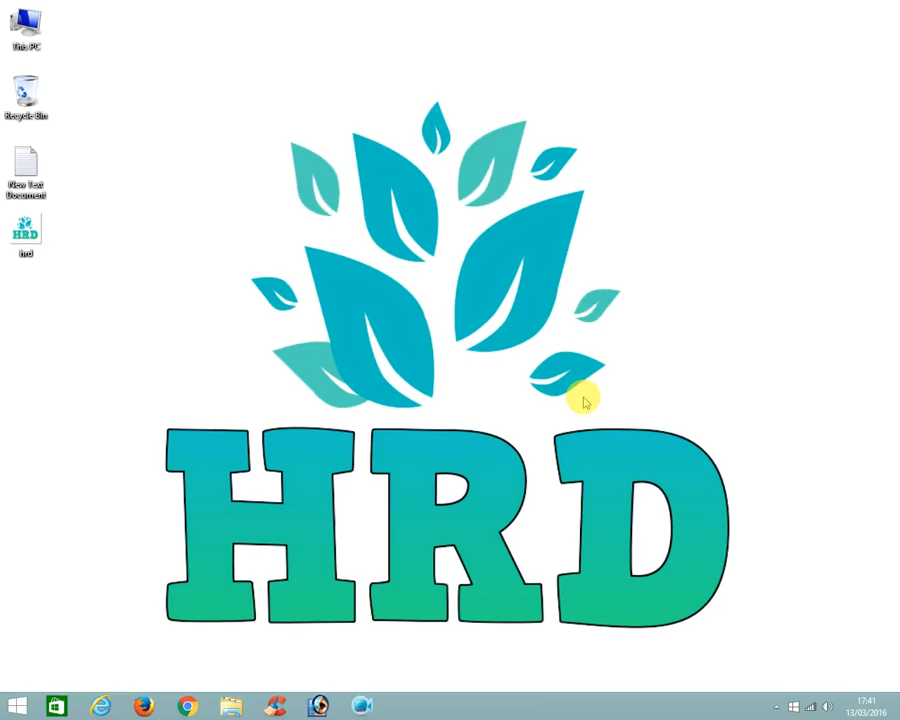 This PC
Recycle Bin
New Text
Document
HRD
hrd
HRD
17:41
13/03/2016